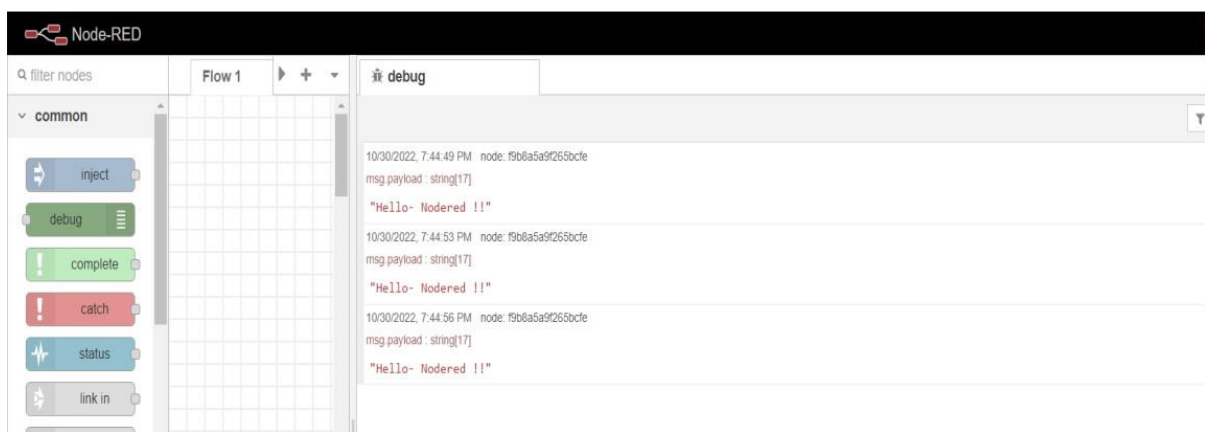 Node-RED
filter nodes
Flow 1
debug
common
inject
debug
complete
catch
status
link in
10/30/2022, 7:44:49 PM node: f9b8a5a9f265bcfe
msg.payload : string[17]
"Hello- Nodered !!"
10/30/2022, 7:44:53 PM node: f9b8a5a9f265bcfe
msg.payload : string[17]
"Hello- Nodered !!"
10/30/2022, 7:44:56 PM node: f9b8a5a9f265bcfe
msg.payload : string[17]
"Hello- Nodered !!"